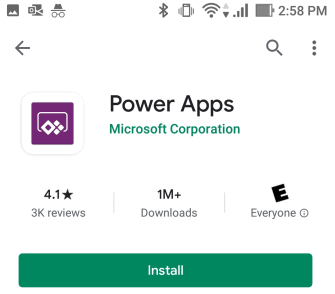 2:58 PM
Power Apps
Microsoft Corporation
4.1★
3K reviews
1M+
Downloads
E
Everyone
Install